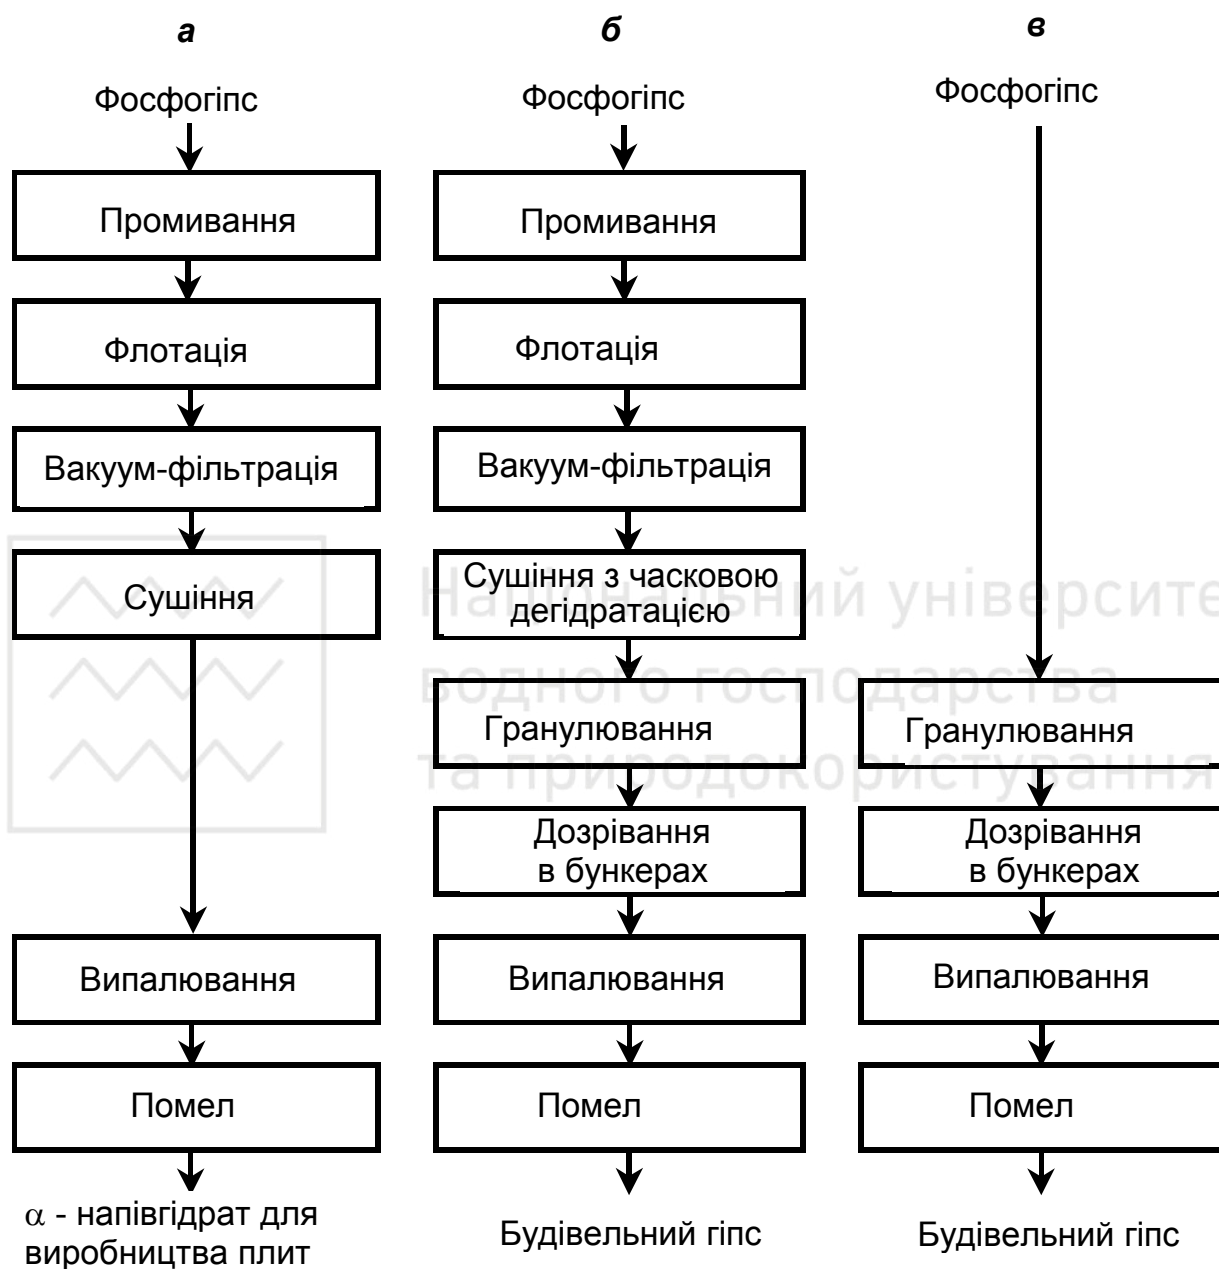 а
Фосфогіпс
Промивання
Флотація
Вакуум-фільтрація
Сушіння
Випалювання
Помел
α - напівгідрат для
виробництва плит
б
Фосфогіпс
Промивання
Флотація
Вакуум-фільтрація
Сушіння з часковою
дегідратацією
Гранулювання
Дозрівання
в бункерах
Випалювання
Помел
Будівельний гіпс
в
Фосфогіпс
Гранулювання
Дозрівання
в бункерах
Випалювання
Помел
Будівельний гіпс
Національний університе
водного господарства
та природокористування